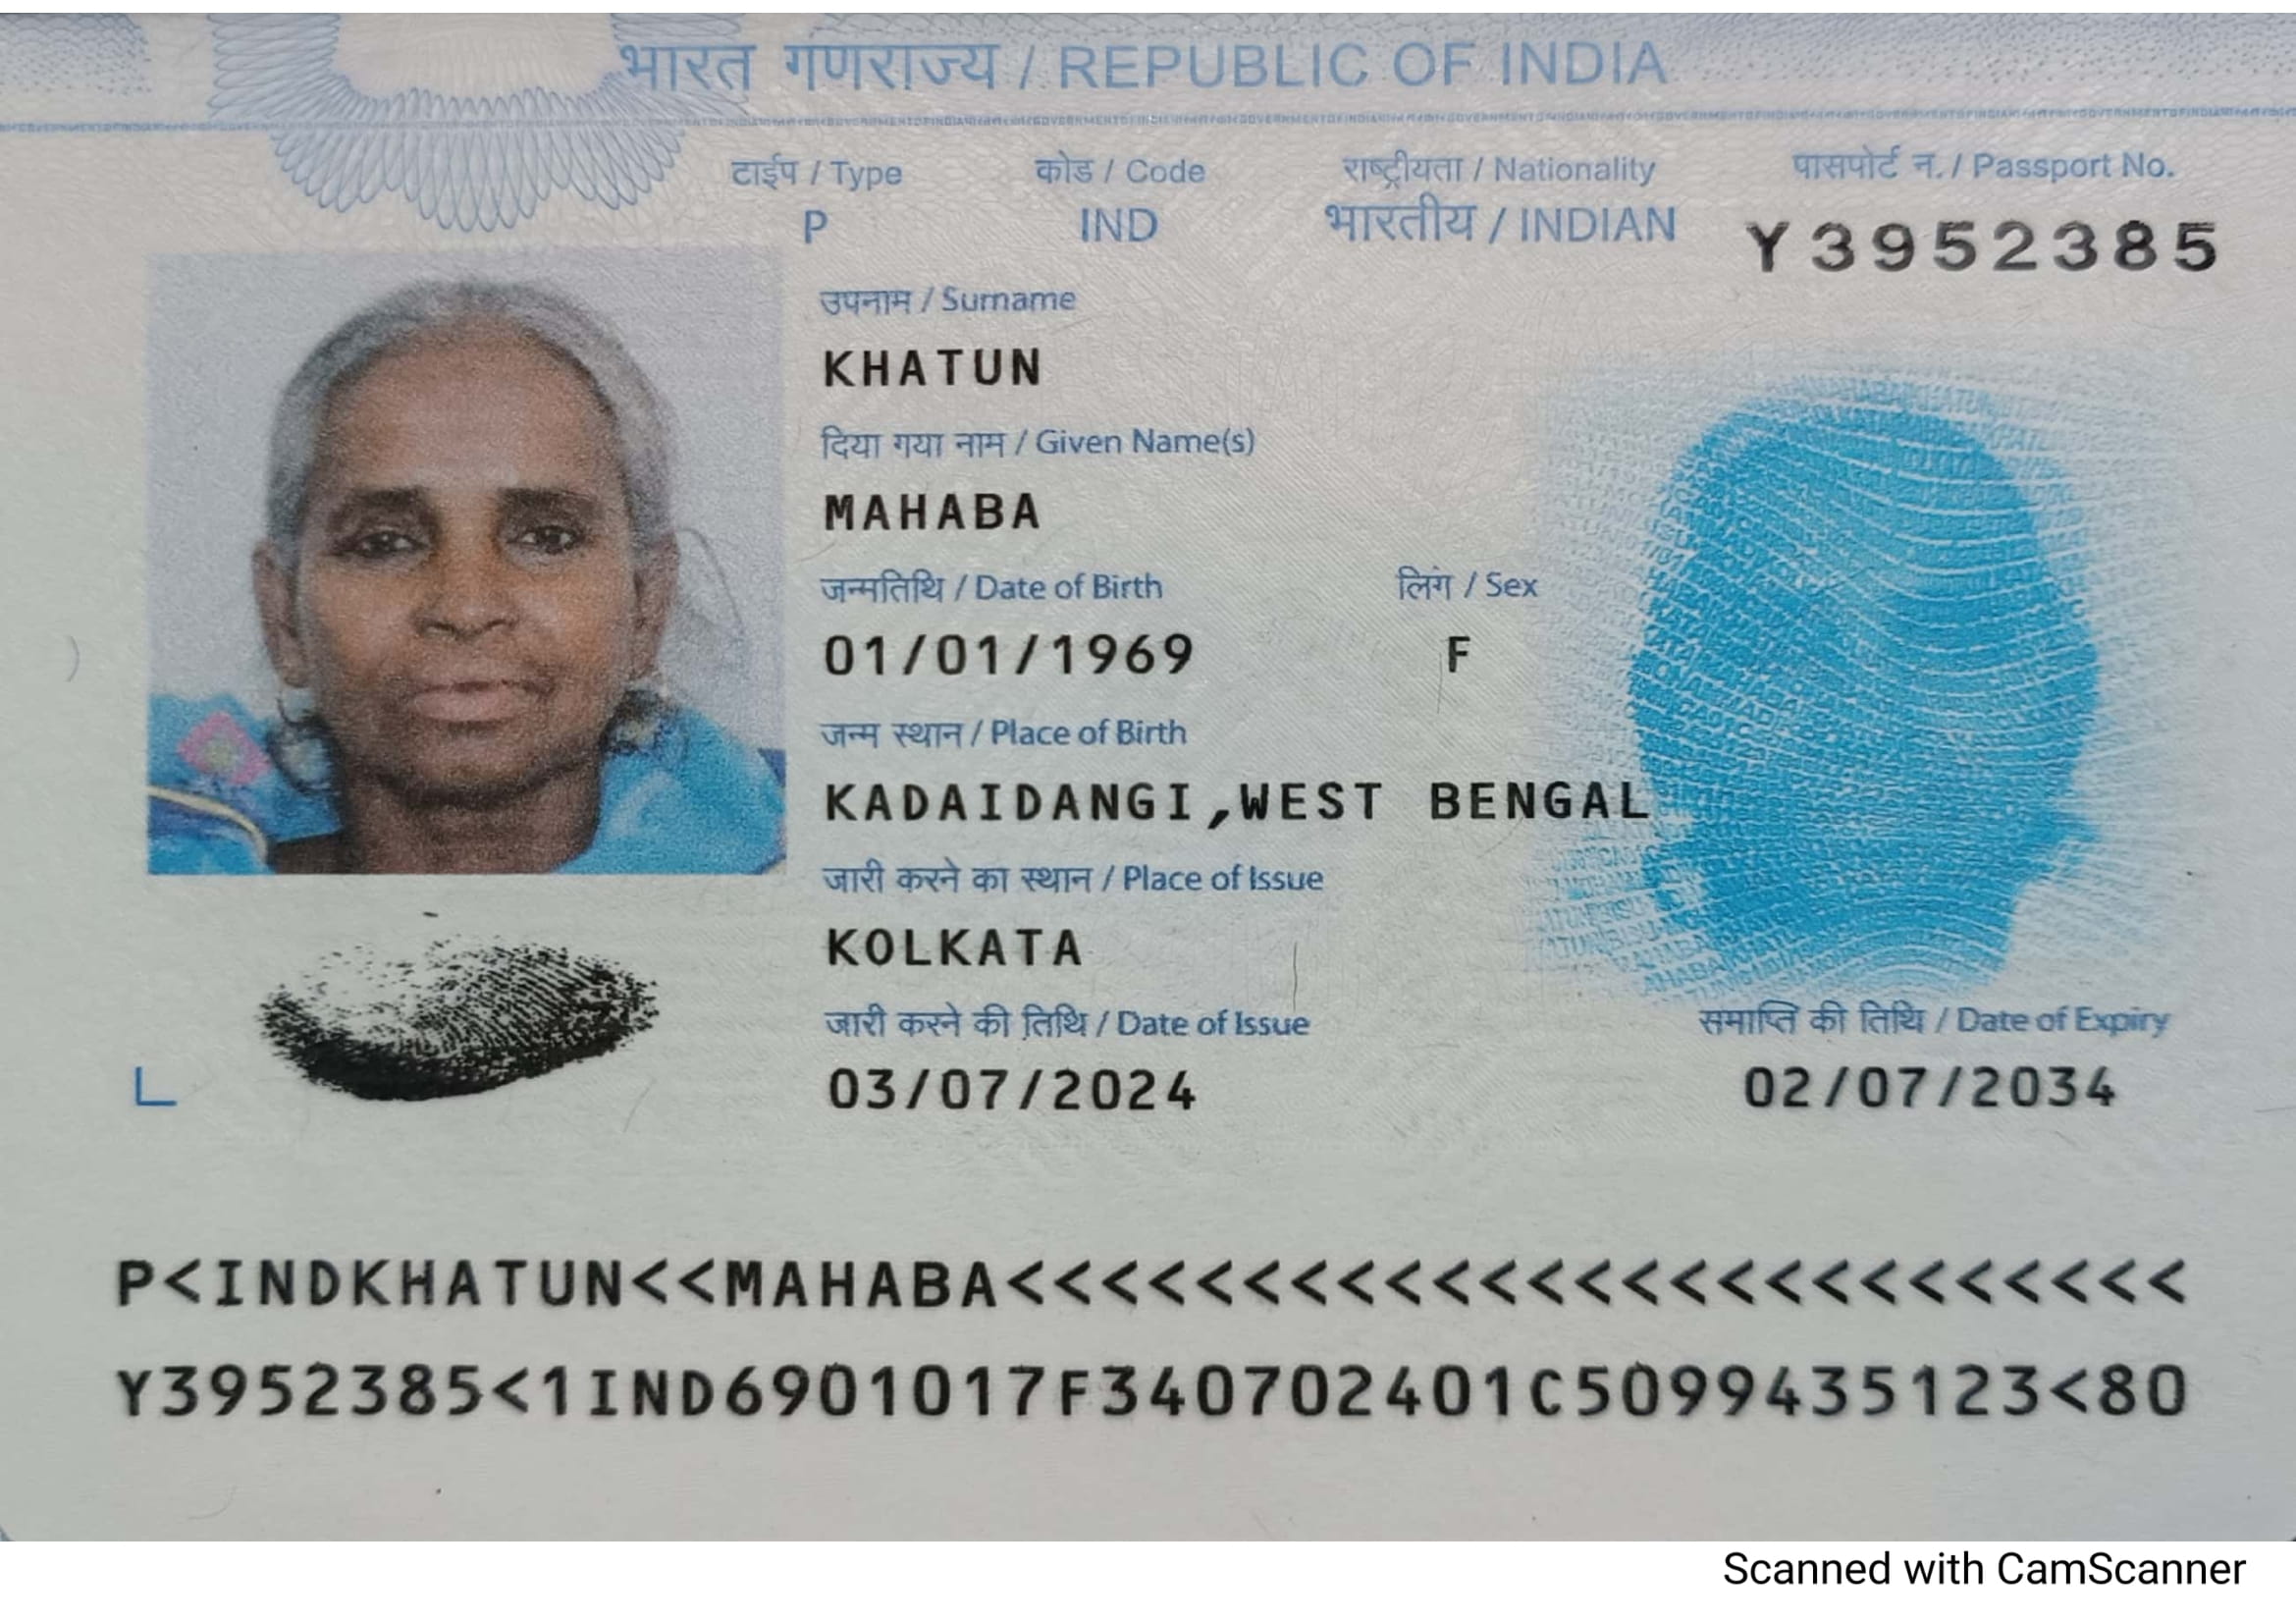 भारत गणराज्य / REPUBLIC OF INDIA
टाईप / Type कोड / Code राष्ट्रीयता / Nationality पासपोर्ट न. / Passport No.
P IND भारतीय / INDIAN Y3952385
उपनाम / Surname
KHATUN
दिया गया नाम / Given Name(s)
MAHABA
जन्मतिथि / Date of Birth लिंग / Sex
01/01/1969 F
जन्म स्थान / Place of Birth
KADAIDANGI,WEST BENGAL
जारी करने का स्थान / Place of Issue
KOLKATA
जारी करने की तिथि / Date of Issue समाप्ति की तिथि / Date of Expiry
03/07/2024 02/07/2034
P<INDKHATUN<<MAHABA<<<<<<<<<<<<<<<<<<<<<<<<<
Y3952385<1IND6901017F340702401C5099435123<80
Scanned with CamScanner